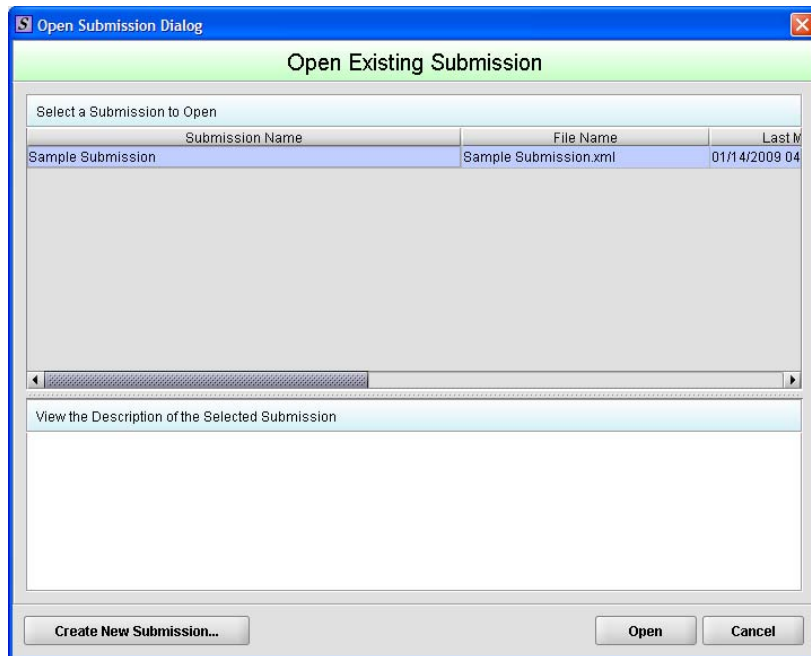 S Open Submission Dialog
Open Existing Submission
Select a Submission to Open
Submission Name File Name Last M
Sample Submission Sample Submission.xml 01/14/2009 04
View the Description of the Selected Submission
Create New Submission... Open Cancel